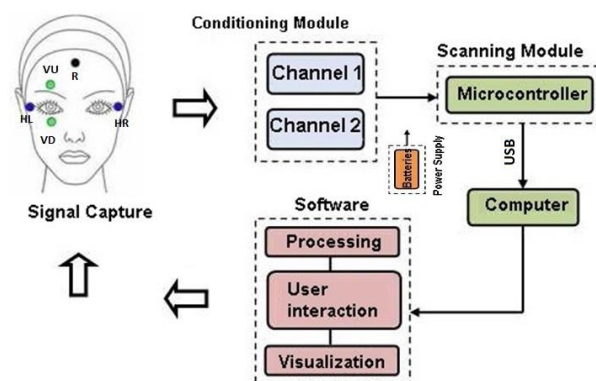 Conditioning Module
R
VU
HL
HR
VD
Signal Capture
Channel 1
Channel 2
Batteries
Power Supply
Scanning Module
Microcontroller
USB
Computer
Software
Processing
User
interaction
Visualization